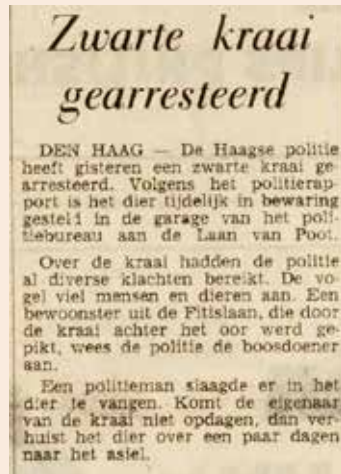 Zwarte kraai
gearresteerd
DEN HAAG — De Haagse politie
heeft gisteren een zwarte kraai ge-
arresteerd. Volgens het politierap-
port is het dier tijdelijk in bewaring
gesteld in de garage van het poli-
tiebureau aan de Laan van Poot.
Over de kraai hadden de politie
al diverse klachten bereikt. De vo-
gel viel mensen en dieren aan. Een
bewoonster uit de Fitislaan, die door
de kraai achter het oor werd ge-
pikt, wees de politie de boosdoener
aan.
Een politieman slaagde er in het
dier te vangen. Komt de eigenaar
van de kraai niet opdagen, dan ver-
huist het dier over een paar dagen
naar het asiel.